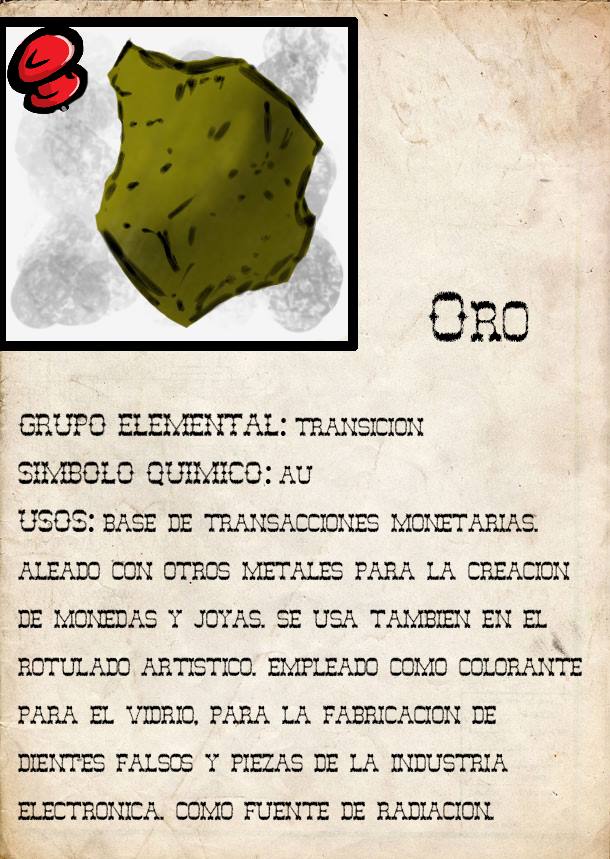 Oro
GRUPO ELEMENTAL: TRANSICION
SIMBOLO QUIMICO: AU
USOS: BASE DE TRANSACCIONES MONETARIAS.
ALEADO CON OTROS METALES PARA LA CREACION
DE MONEDAS Y JOYAS. SE USA TAMBIEN EN EL
ROTULADO ARTISTICO. EMPLEADO COMO COLORANTE
PARA EL VIDRIO, PARA LA FABRICACION DE
DIENTES FALSOS Y PIEZAS DE LA INDUSTRIA
ELECTRONICA. COMO FUENTE DE RADIACION.